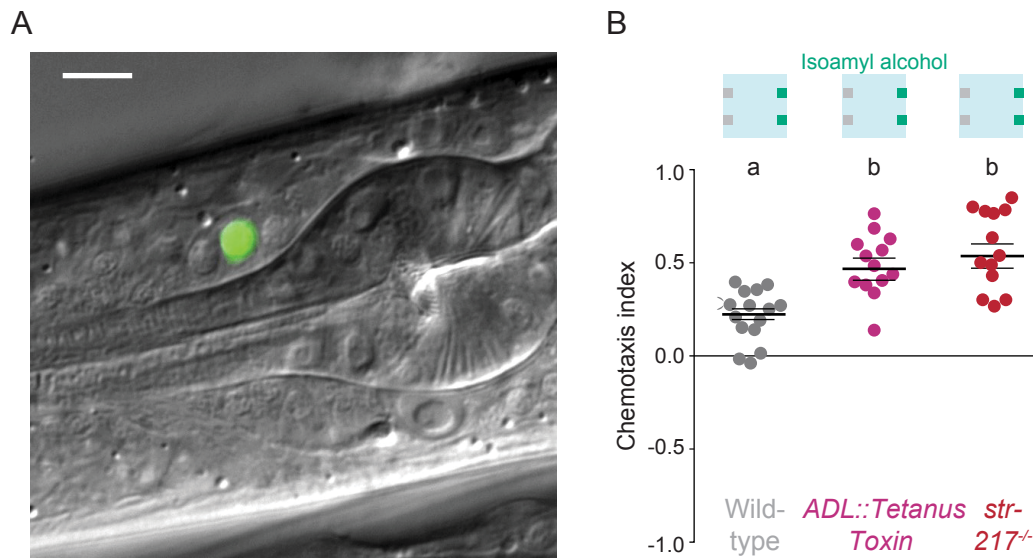 A
B
Isoamyl alcohol
a b b
1.0
0.5
0.0
-0.5
-1.0
Chemotaxis index
Wild- ADL::Tetanus str-
type Toxin 217-/-